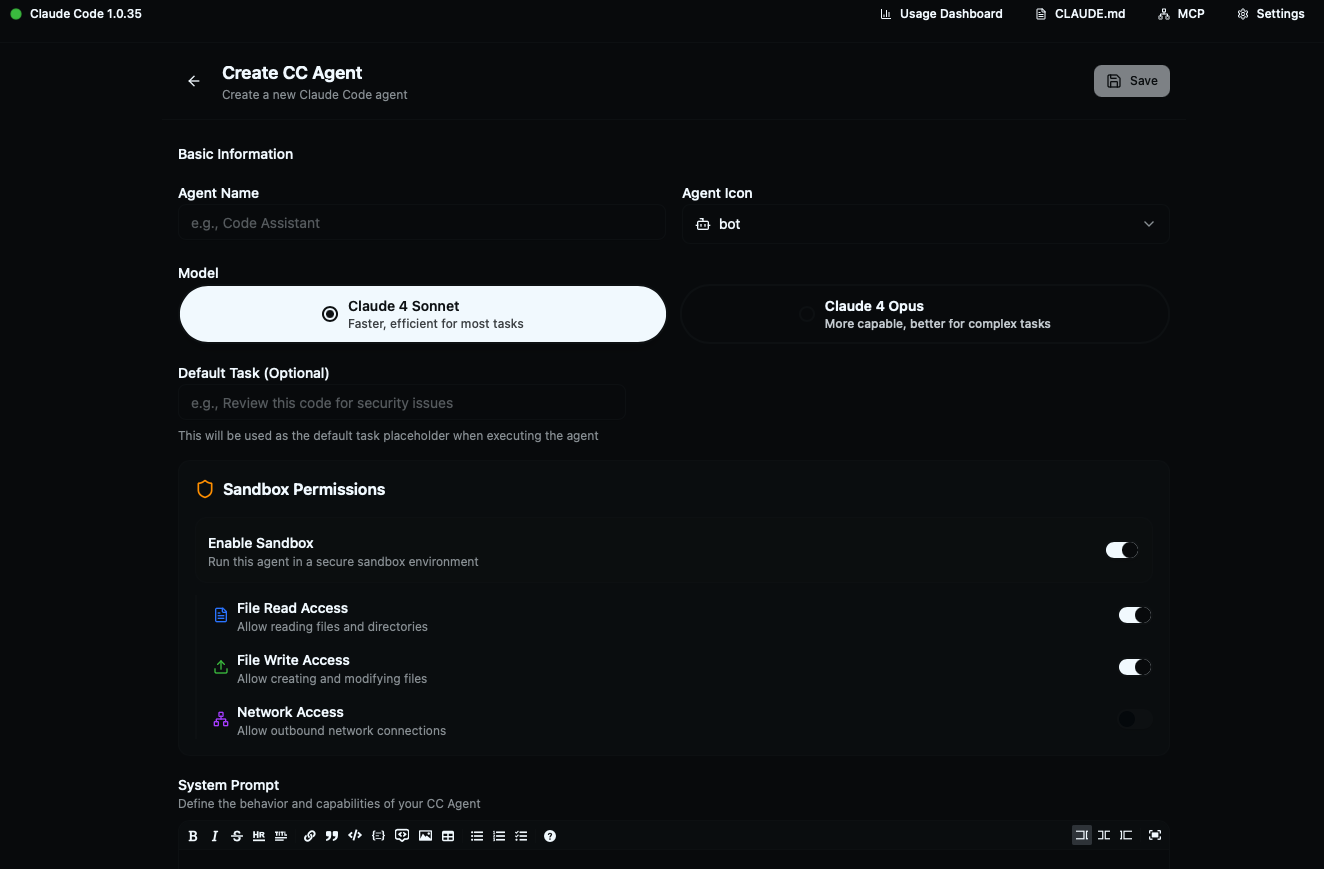 Claude Code 1.0.35
Usage Dashboard
CLAUDE.md
MCP
Settings
Create CC Agent
Create a new Claude Code agent
Save
Basic Information
Agent Name
e.g., Code Assistant
Agent Icon
bot
Model
Claude 4 Sonnet
Faster, efficient for most tasks
Claude 4 Opus
More capable, better for complex tasks
Default Task (Optional)
e.g., Review this code for security issues
This will be used as the default task placeholder when executing the agent
Sandbox Permissions
Enable Sandbox
Run this agent in a secure sandbox environment
File Read Access
Allow reading files and directories
File Write Access
Allow creating and modifying files
Network Access
Allow outbound network connections
System Prompt
Define the behavior and capabilities of your CC Agent
B I S HR TITL